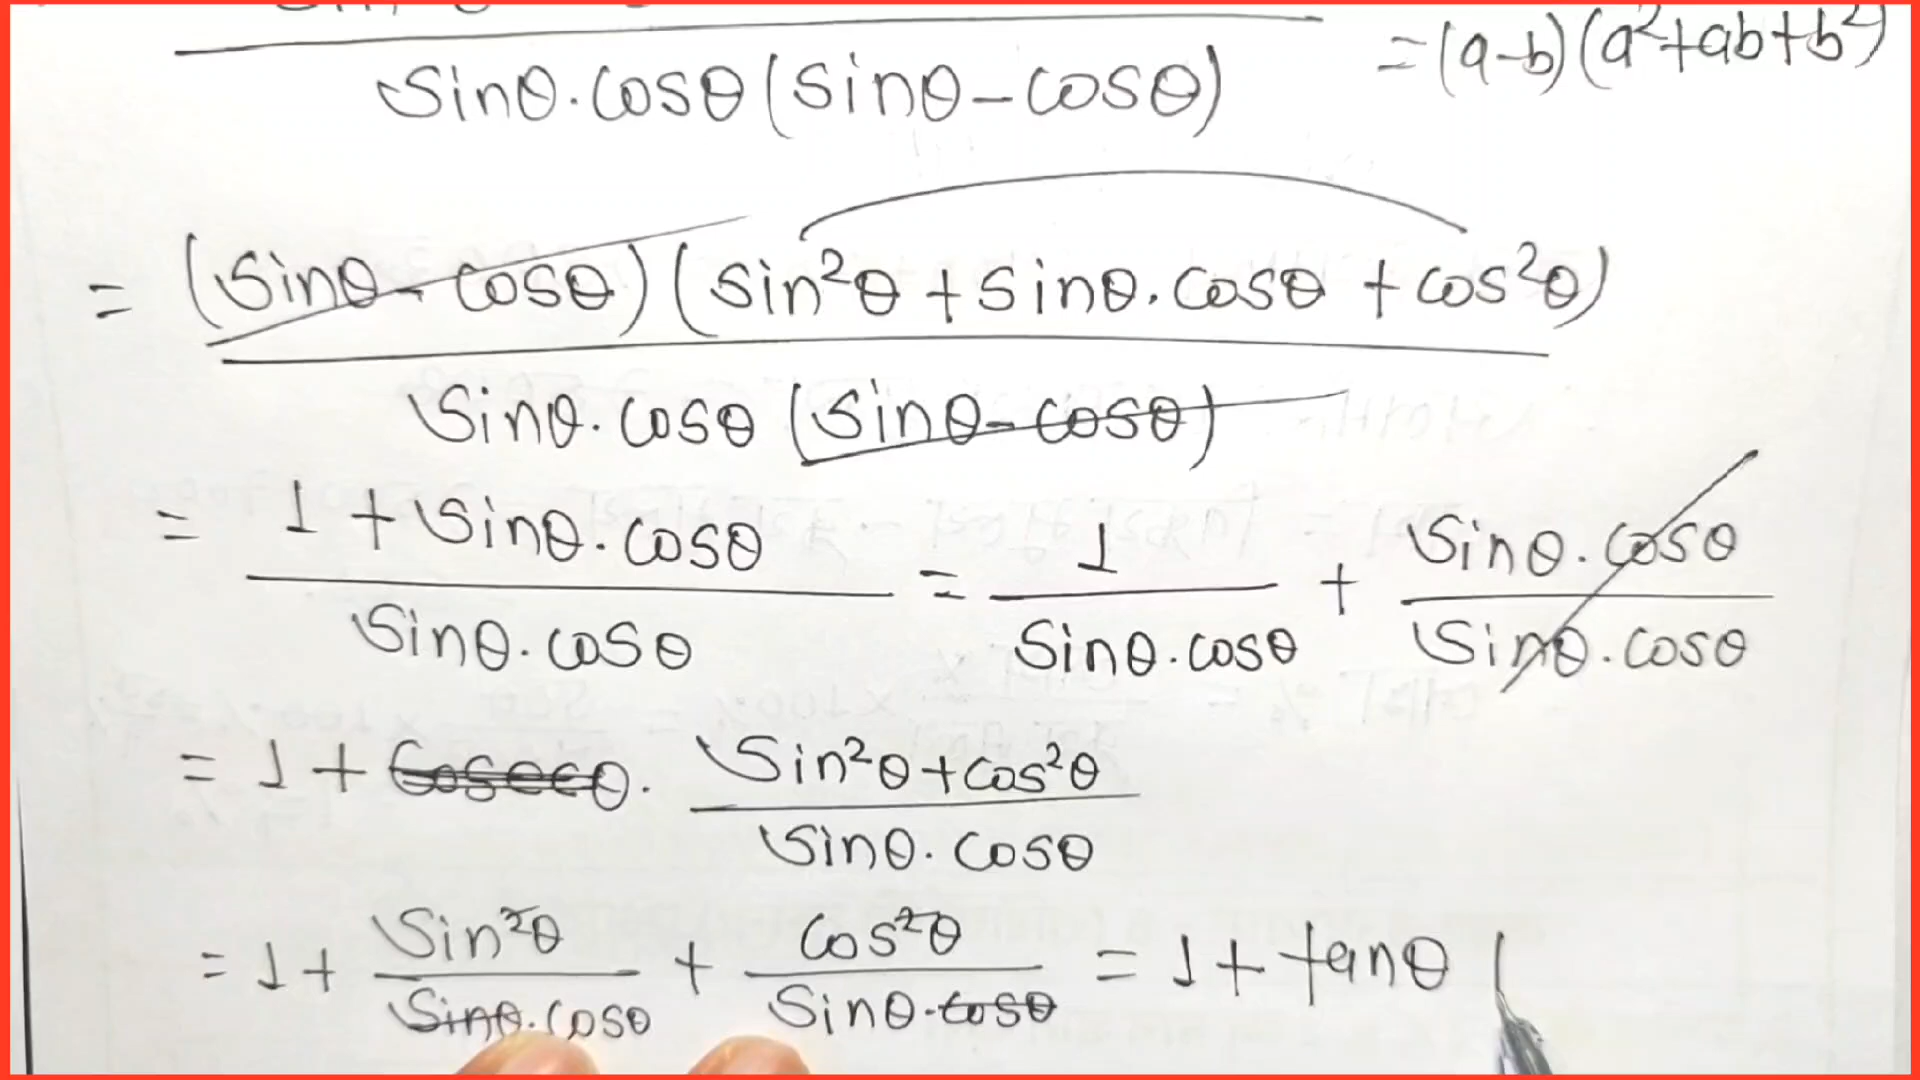 = (a-b)(a²+ab+b²)
Sinθ.cosθ(sinθ-cosθ)
= (sinθ-cosθ)(sin²θ+sinθ.cosθ+cos²θ)
Sinθ.cosθ(sinθ-cosθ)
= 1+sinθ.cosθ / Sinθ.cosθ = 1 / Sinθ.cosθ + Sinθ.cosθ / Sinθ.cosθ
= 1+ Cosecθ. Sin²θ+cos²θ / Sinθ.cosθ
= 1+ Sin²θ / Sinθ.cosθ + cos²θ / Sinθ.cosθ = 1+tanθ